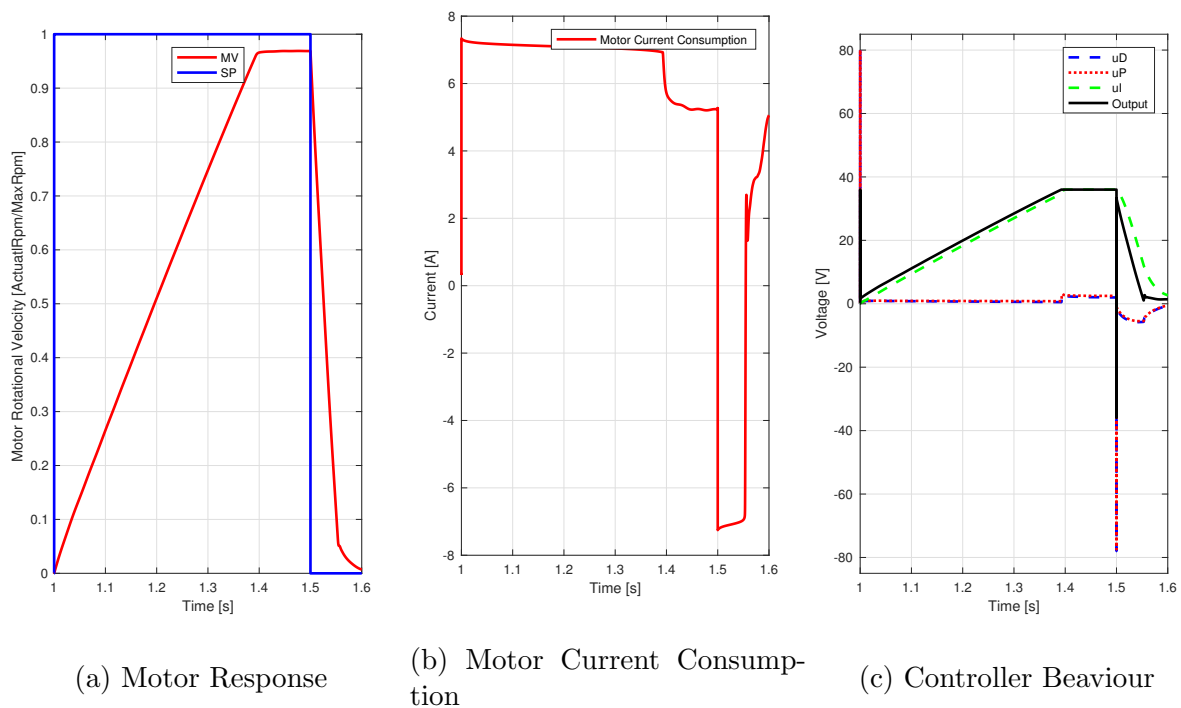 1
0.9
0.8
0.7
0.6
0.5
0.4
0.3
0.2
0.1
0
Motor Rotational Velocity [ActuatlRpm/MaxRpm]
MV
SP
1 1.1 1.2 1.3 1.4 1.5 1.6
Time [s]
(a) Motor Response
8
6
4
2
0
-2
-4
-6
-8
Current [A]
Motor Current Consumption
1 1.1 1.2 1.3 1.4 1.5 1.6
Time [s]
(b) Motor Current Consump-
tion
80
60
40
20
0
-20
-40
-60
-80
Voltage [V]
uD
uP
uI
Output
1 1.1 1.2 1.3 1.4 1.5 1.6
Time [s]
(c) Controller Beaviour